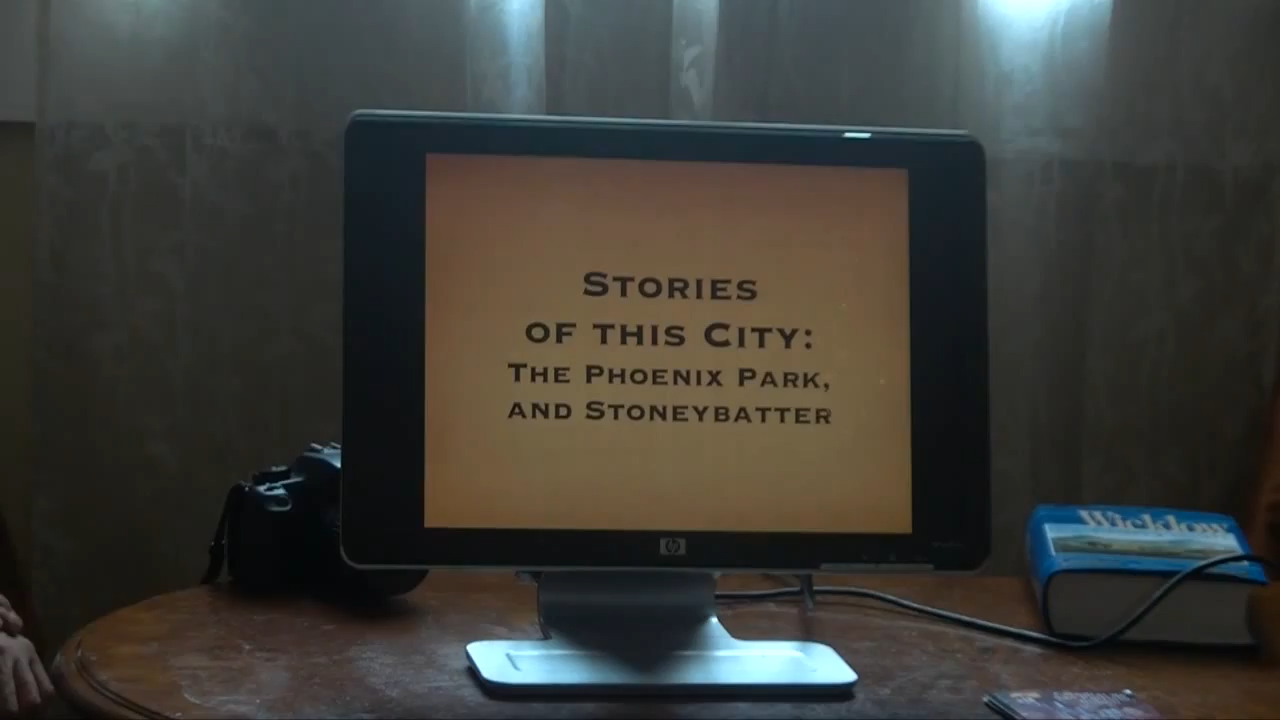 Stories
of this City:
The Phoenix Park,
and Stoneybatter
hp
Wicklow